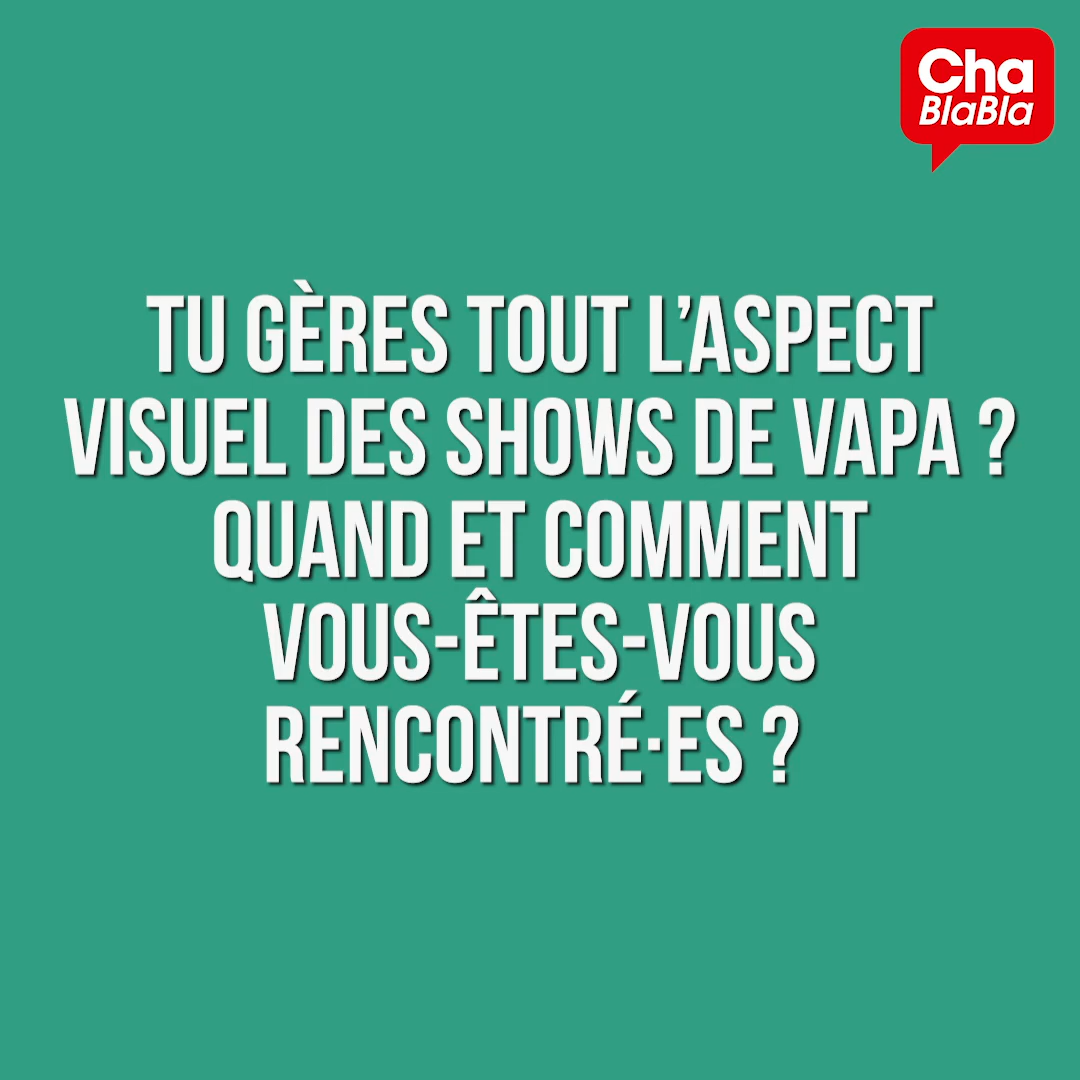 Cha
BlaBla
TU GÈRES TOUT L’ASPECT
VISUEL DES SHOWS DE VAPA ?
QUAND ET COMMENT
VOUS-ÊTES-VOUS
RENCONTRÉ·ES ?